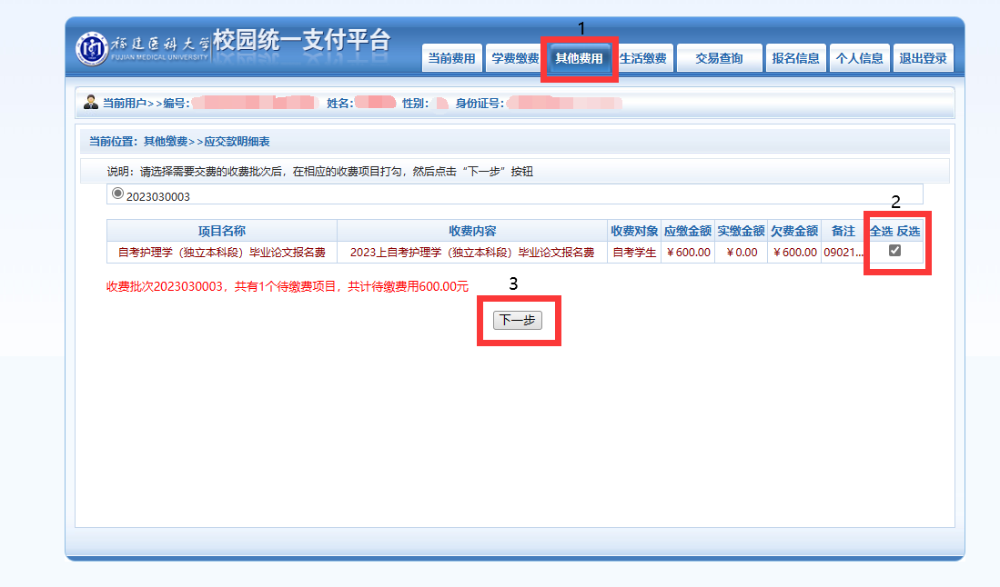 1
福建医科大学 校园统一支付平台
FUJIAN MEDICAL UNIVERSITY
当前费用 学费缴费 其他费用 生活缴费 交易查询 报名信息 个人信息 退出登录
当前用户>>编号: 姓名: 性别: 身份证号:
当前位置：其他缴费>>应交款明细表
说明：请选择需要交费的收费批次后，在相应的收费项目打勾，然后点击“下一步”按钮
2023030003
2
项目名称 收费内容 收费对象 应缴金额 实缴金额 欠费金额 备注 全选 反选
自考护理学（独立本科段）毕业论文报名费 2023上自考护理学（独立本科段）毕业论文报名费 自考学生 ￥600.00 ￥0.00 ￥600.00 09021...
收费批次2023030003，共有1个待缴费项目，共计待缴费用600.00元
3
下一步